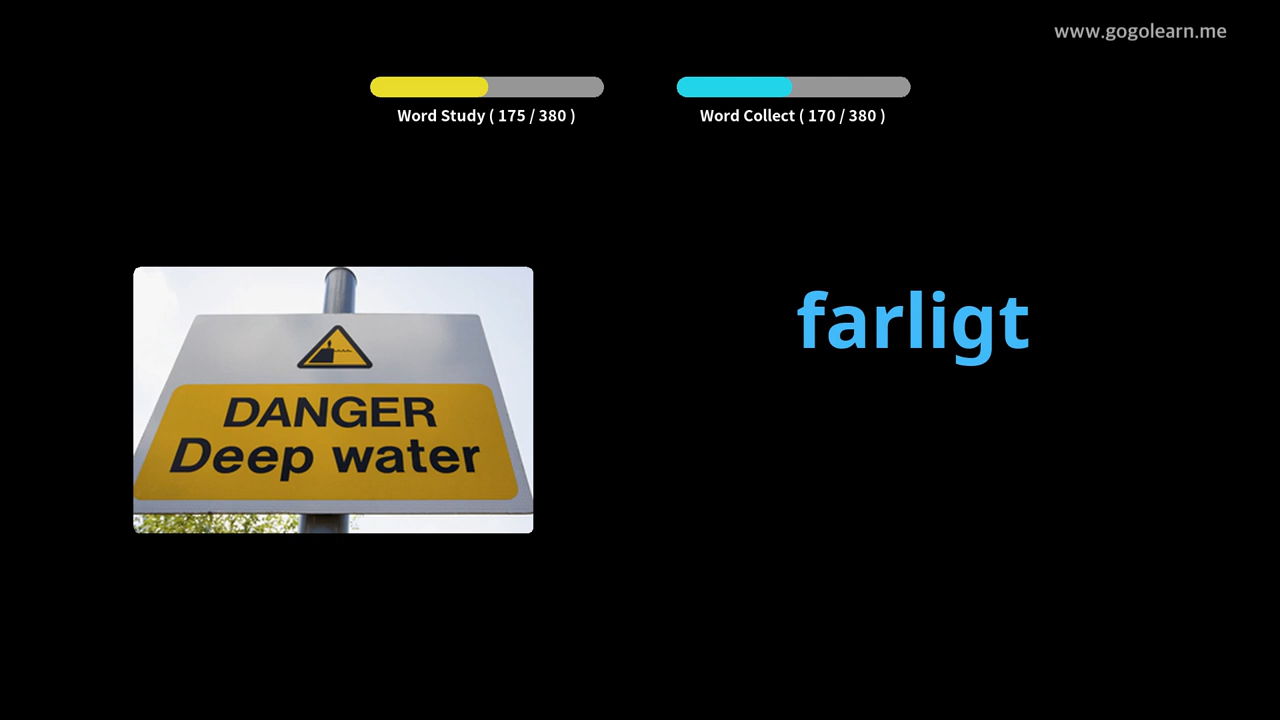 www.gogolearn.me
Word Study ( 175 / 380 )
Word Collect ( 170 / 380 )
farligt
DANGER
Deep water